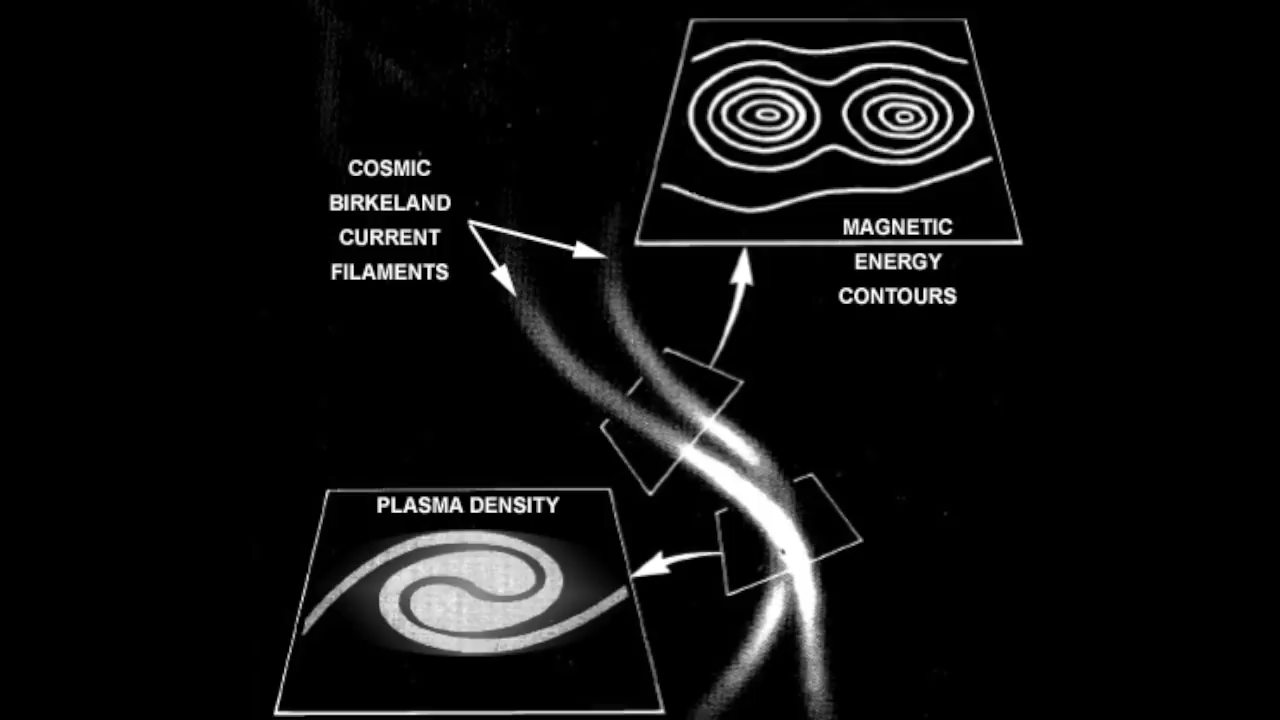 COSMIC
BIRKELAND
CURRENT
FILAMENTS
MAGNETIC
ENERGY
CONTOURS
PLASMA DENSITY